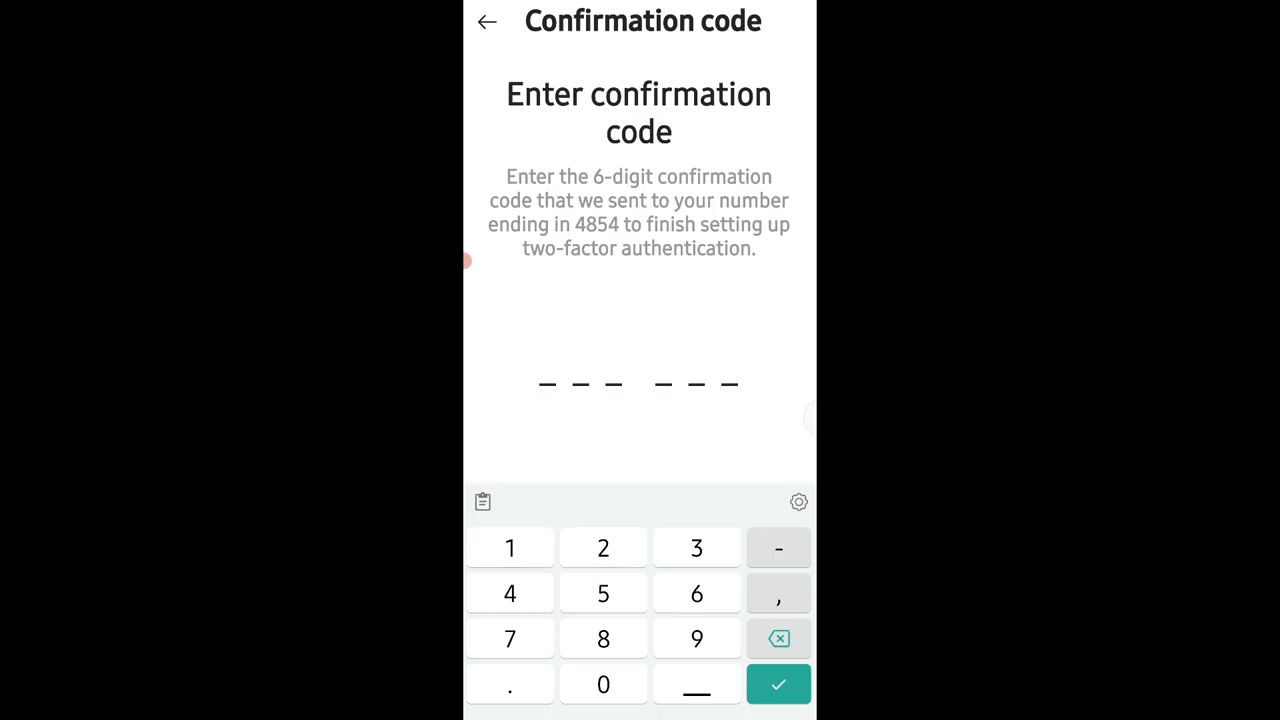 Confirmation code
Enter confirmation
code
Enter the 6-digit confirmation
code that we sent to your number
ending in 4854 to finish setting up
two-factor authentication.
1 2 3 -
4 5 6 ,
7 8 9
. 0